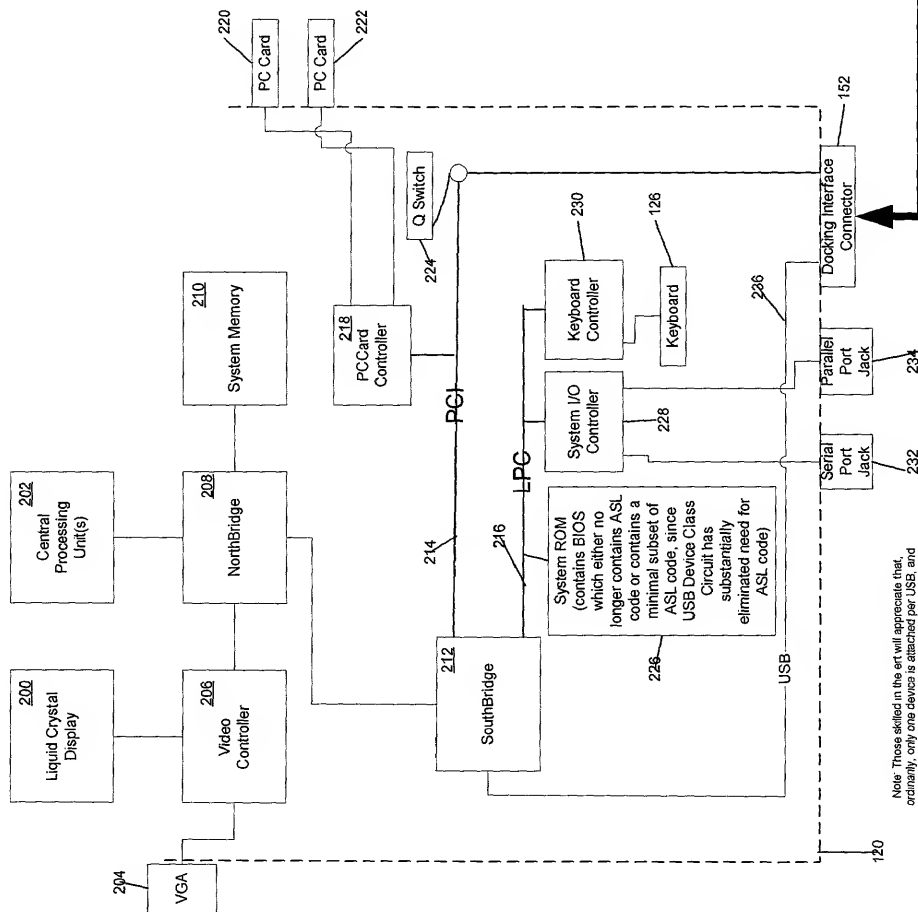 204
VGA
200
Liquid Crystal
Display
206
Video
Controller
202
Central
Processing
Unit(s)
208
NorthBridge
210
System Memory
220
PC Card
PC Card
222
218
PCCard
Controller
Q Switch
224
PCI
214
212
SouthBridge
LPC
216
System ROM
(contains BIOS
which either no
longer contains ASL
code or contains a
minimal subset of
ASL code, since
USB Device Class
Circuit has
substantially
eliminated need for
ASL code)
226
System I/O
Controller
228
Keyboard
Controller
230
Keyboard
126
USB
236
Serial
Port
Jack
232
Parallel
Port
Jack
234
Docking Interface
Connector
152
120
Note: Those skilled in the ert will appreciate that,
ordinarily, only one device is attached per USB, and